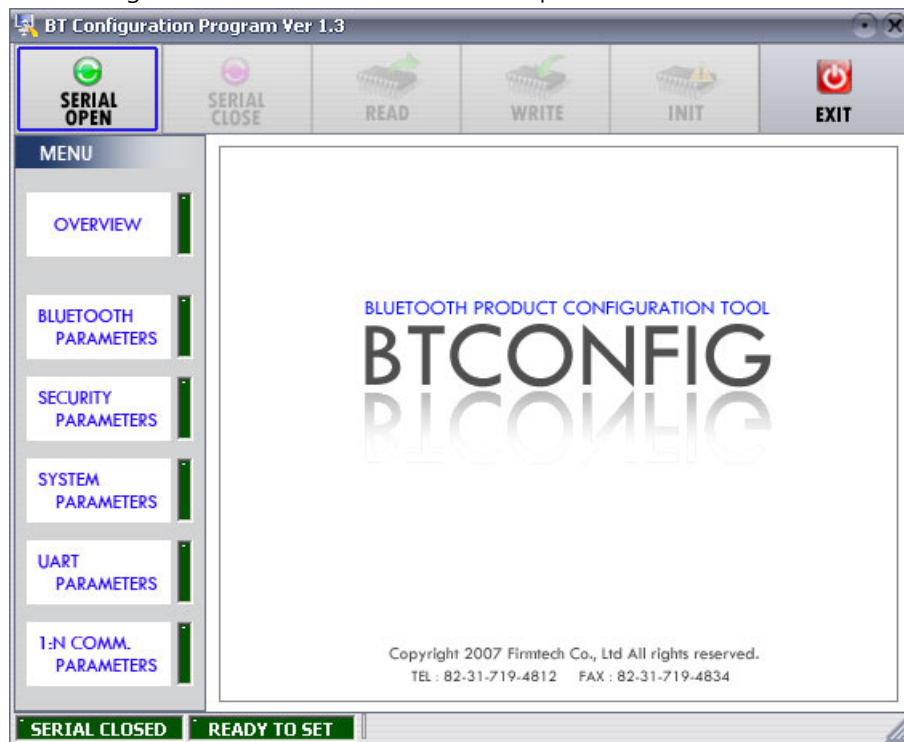 BT Configuration Program Ver 1.3
SERIAL OPEN
SERIAL CLOSE
READ
WRITE
INIT
EXIT
MENU
OVERVIEW
BLUETOOTH
PARAMETERS
SECURITY
PARAMETERS
SYSTEM
PARAMETERS
UART
PARAMETERS
1:N COMM.
PARAMETERS
BLUETOOTH PRODUCT CONFIGURATION TOOL
BTCONFIG
Copyright 2007 Firmtech Co., Ltd All rights reserved.
TEL : 82-31-719-4812 FAX : 82-31-719-4834
SERIAL CLOSED
READY TO SET